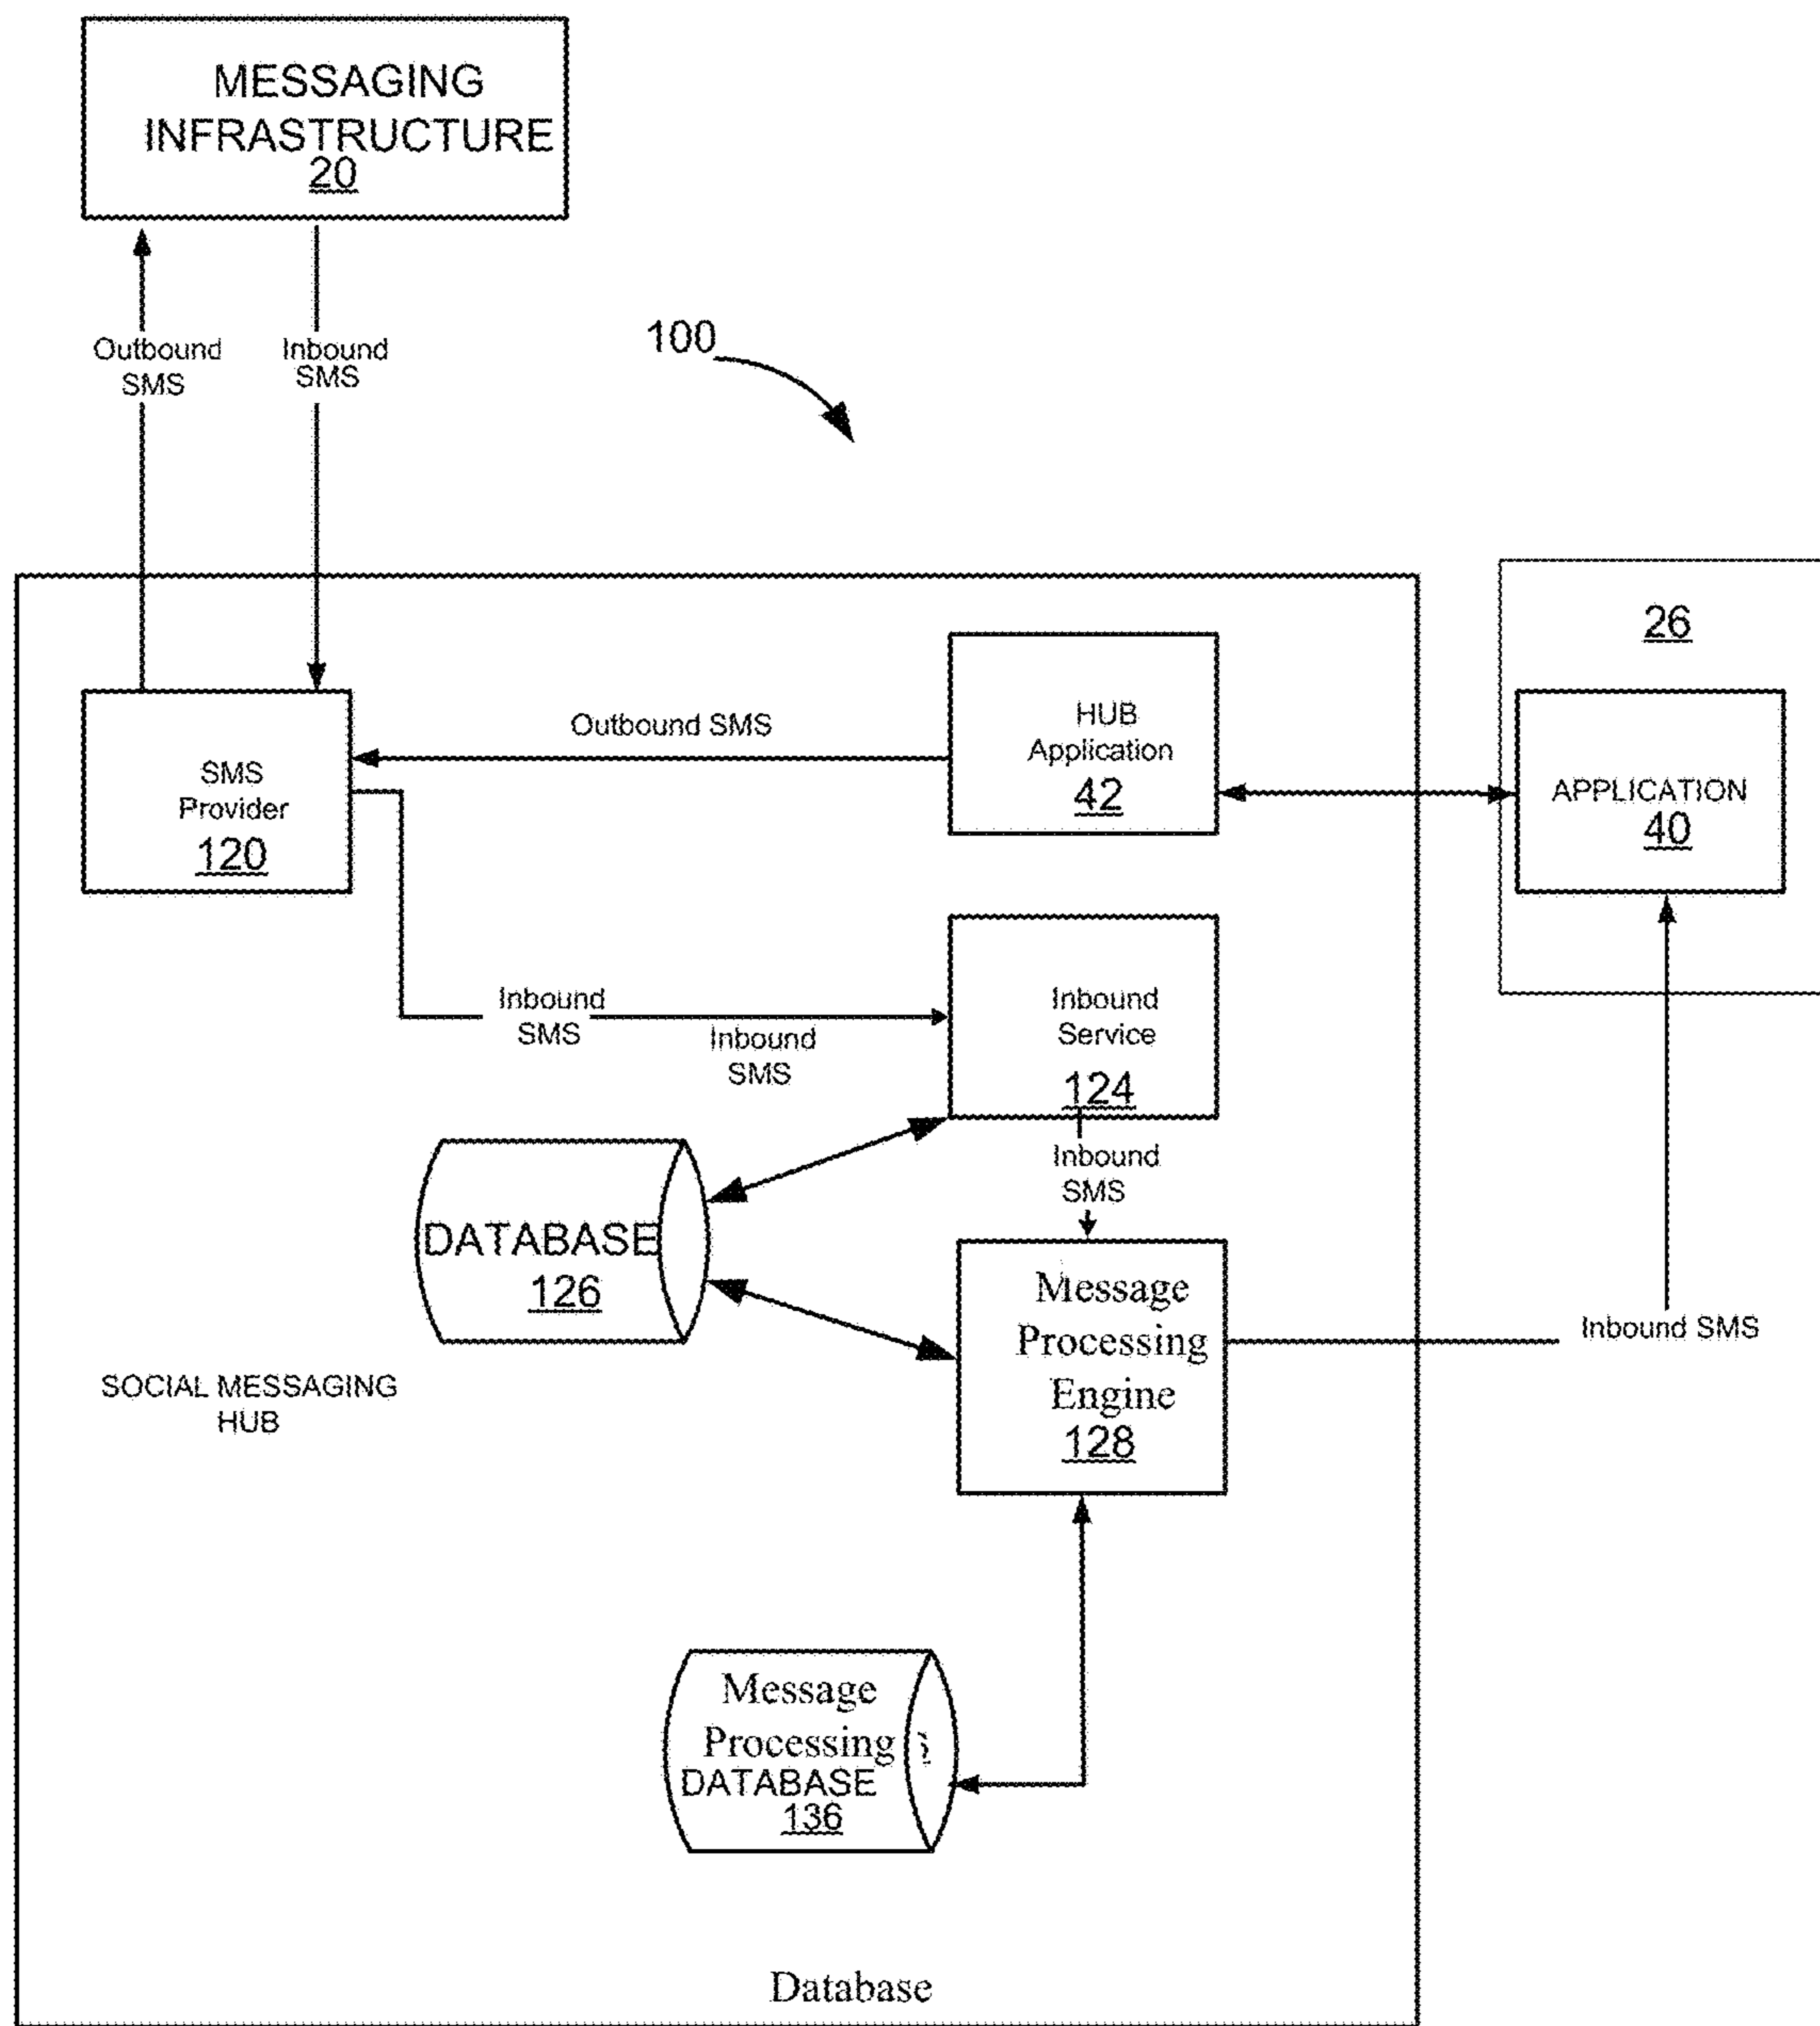 MESSAGING
INFRASTRUCTURE
20
Outbound
SMS
Inbound
SMS
100
26
HUB
Application
42
Outbound SMS
SMS
Provider
120
APPLICATION
40
Inbound
SMS
Inbound
SMS
Inbound
Service
124
Inbound
SMS
DATABASE
126
Message
Processing
Engine
128
Inbound SMS
SOCIAL MESSAGING
HUB
Message
Processing
DATABASE
136
Database